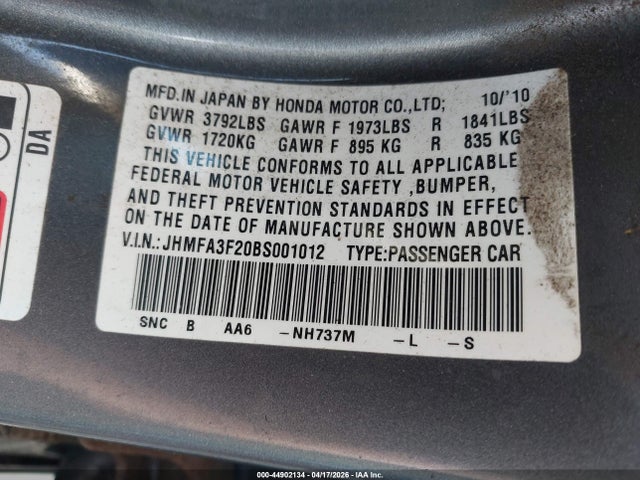 MFD.IN JAPAN BY HONDA MOTOR CO.,LTD; 10/'10
GVWR 3792LBS GAWR F 1973LBS R 1841LBS
GVWR 1720KG GAWR F 895 KG R 835 KG
THIS VEHICLE CONFORMS TO ALL APPLICABLE
FEDERAL MOTOR VEHICLE SAFETY ,BUMPER,
AND THEFT PREVENTION STANDARDS IN EFFECT
ON THE DATE OF MANUFACTURE SHOWN ABOVE.
V.I.N.: JHMFA3F20BS001012 TYPE:PASSENGER CAR
SNC B AA6 -NH737M -L -S
DA
000-44902134 - 04/17/2026 - IAA Inc.